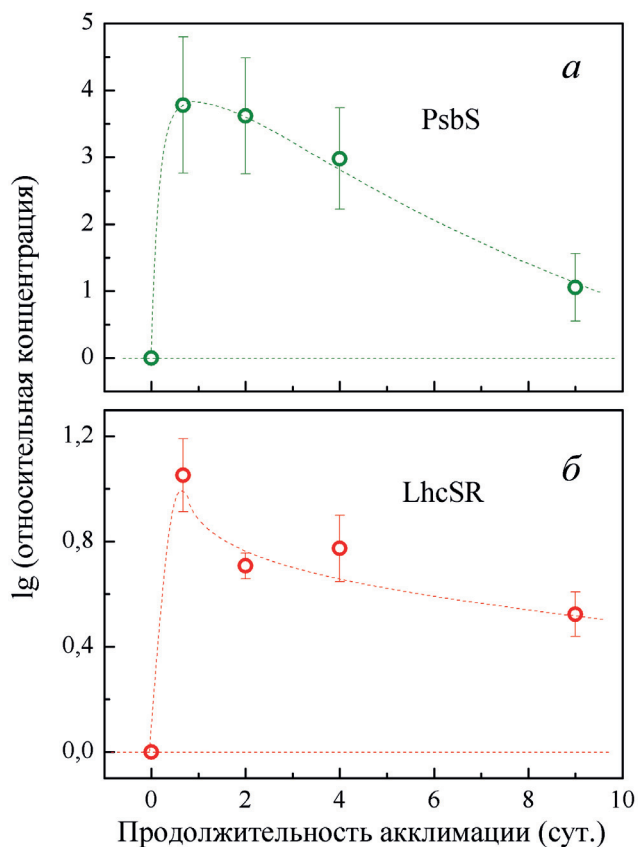 5
4
3
2
1
0
а
PsbS
lg (относительная концентрация)
1,2
0,8
0,4
0,0
б
LhcSR
0 2 4 6 8 10
Продолжительность акклимации (сут.)